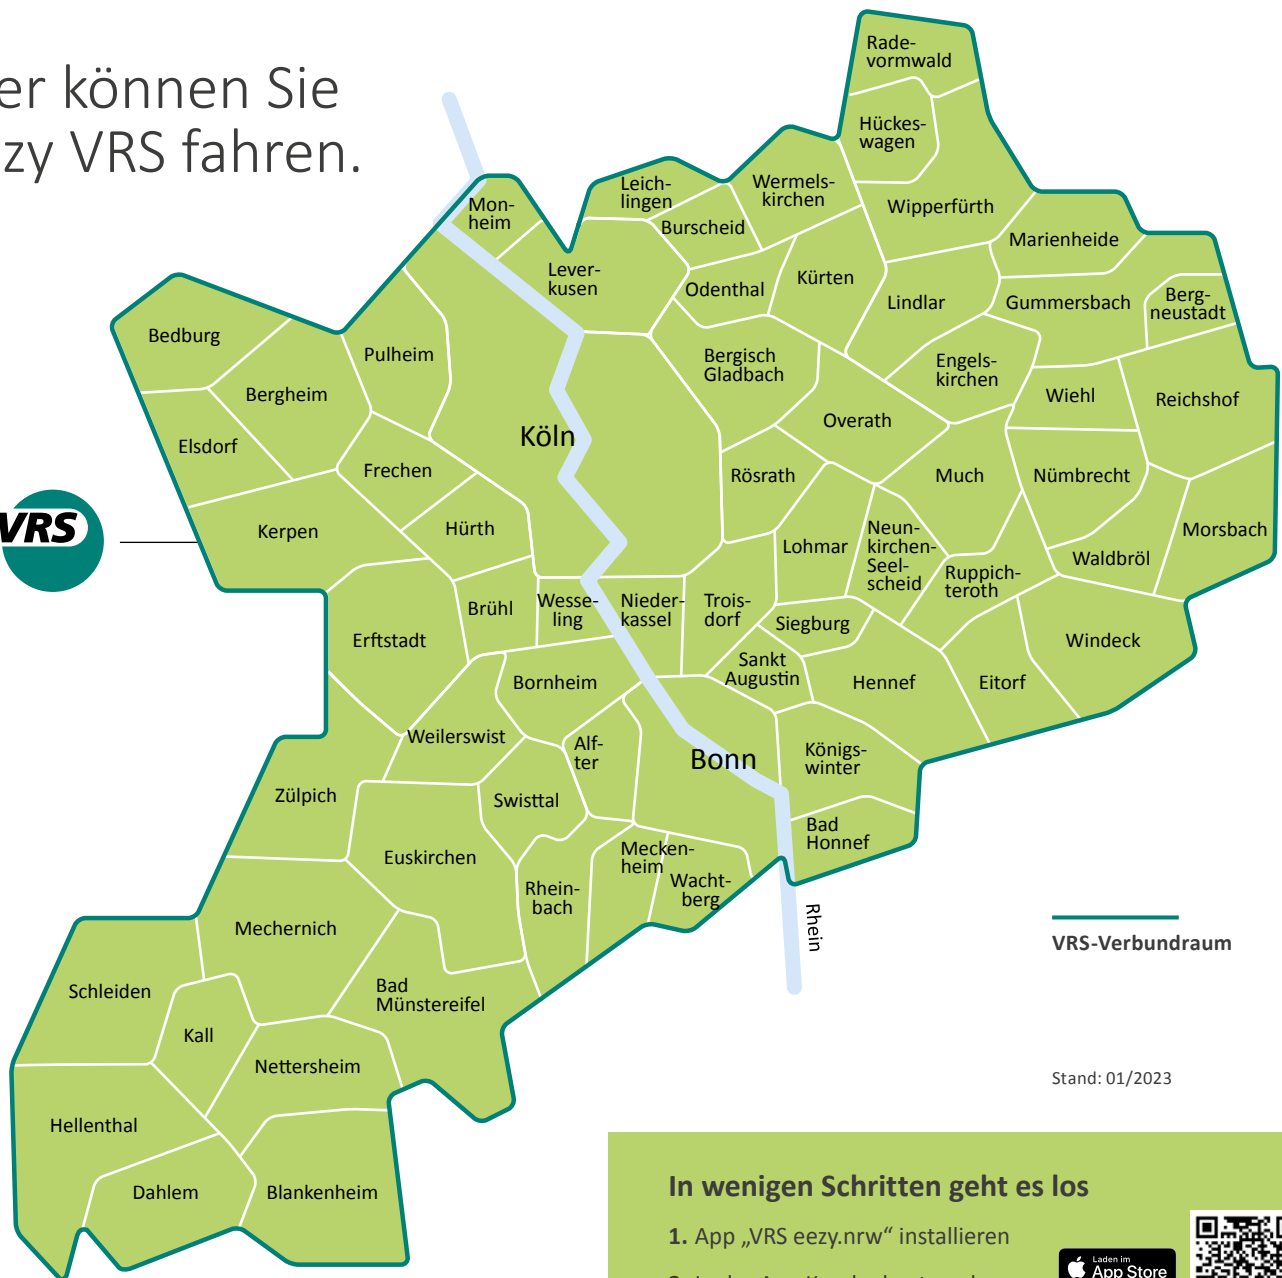 er können Sie
zy VRS fahren.
Rade-
vormwald
Hückes-
wagen
Leich-
lingen
Wermels-
kirchen
Mon-
heim
Burscheid
Wipperfürth
Marienheide
Lever-
kusen
Odenthal
Kürten
Lindlar
Gummersbach
Berg-
neustadt
Bedburg
Pulheim
Bergisch
Gladbach
Engels-
kirchen
Bergheim
Wiehl
Reichshof
Elsdorf
Köln
Overath
Frechen
Rösrath
Much
Nümbrecht
VRS
Kerpen
Hürth
Lohmar
Neun-
kirchen-
Seel-
scheid
Morsbach
Waldbröl
Ruppich-
teroth
Brühl
Wesse-
ling
Nieder-
kassel
Trois-
dorf
Siegburg
Erftstadt
Windeck
Sankt
Augustin
Bornheim
Hennef
Eitorf
Weilerswist
Alf-
ter
Bonn
Königs-
winter
Zülpich
Swisttal
Bad
Honnef
Euskirchen
Mecken-
heim
Wacht-
berg
Rhein-
bach
Rhein
Mechernich
VRS-Verbundraum
Schleiden
Bad
Münstereifel
Kall
Nettersheim
Stand: 01/2023
Hellenthal
Dahlem
Blankenheim
In wenigen Schritten geht es los
1. App „VRS eezy.nrw“ installieren
Laden im
App Store